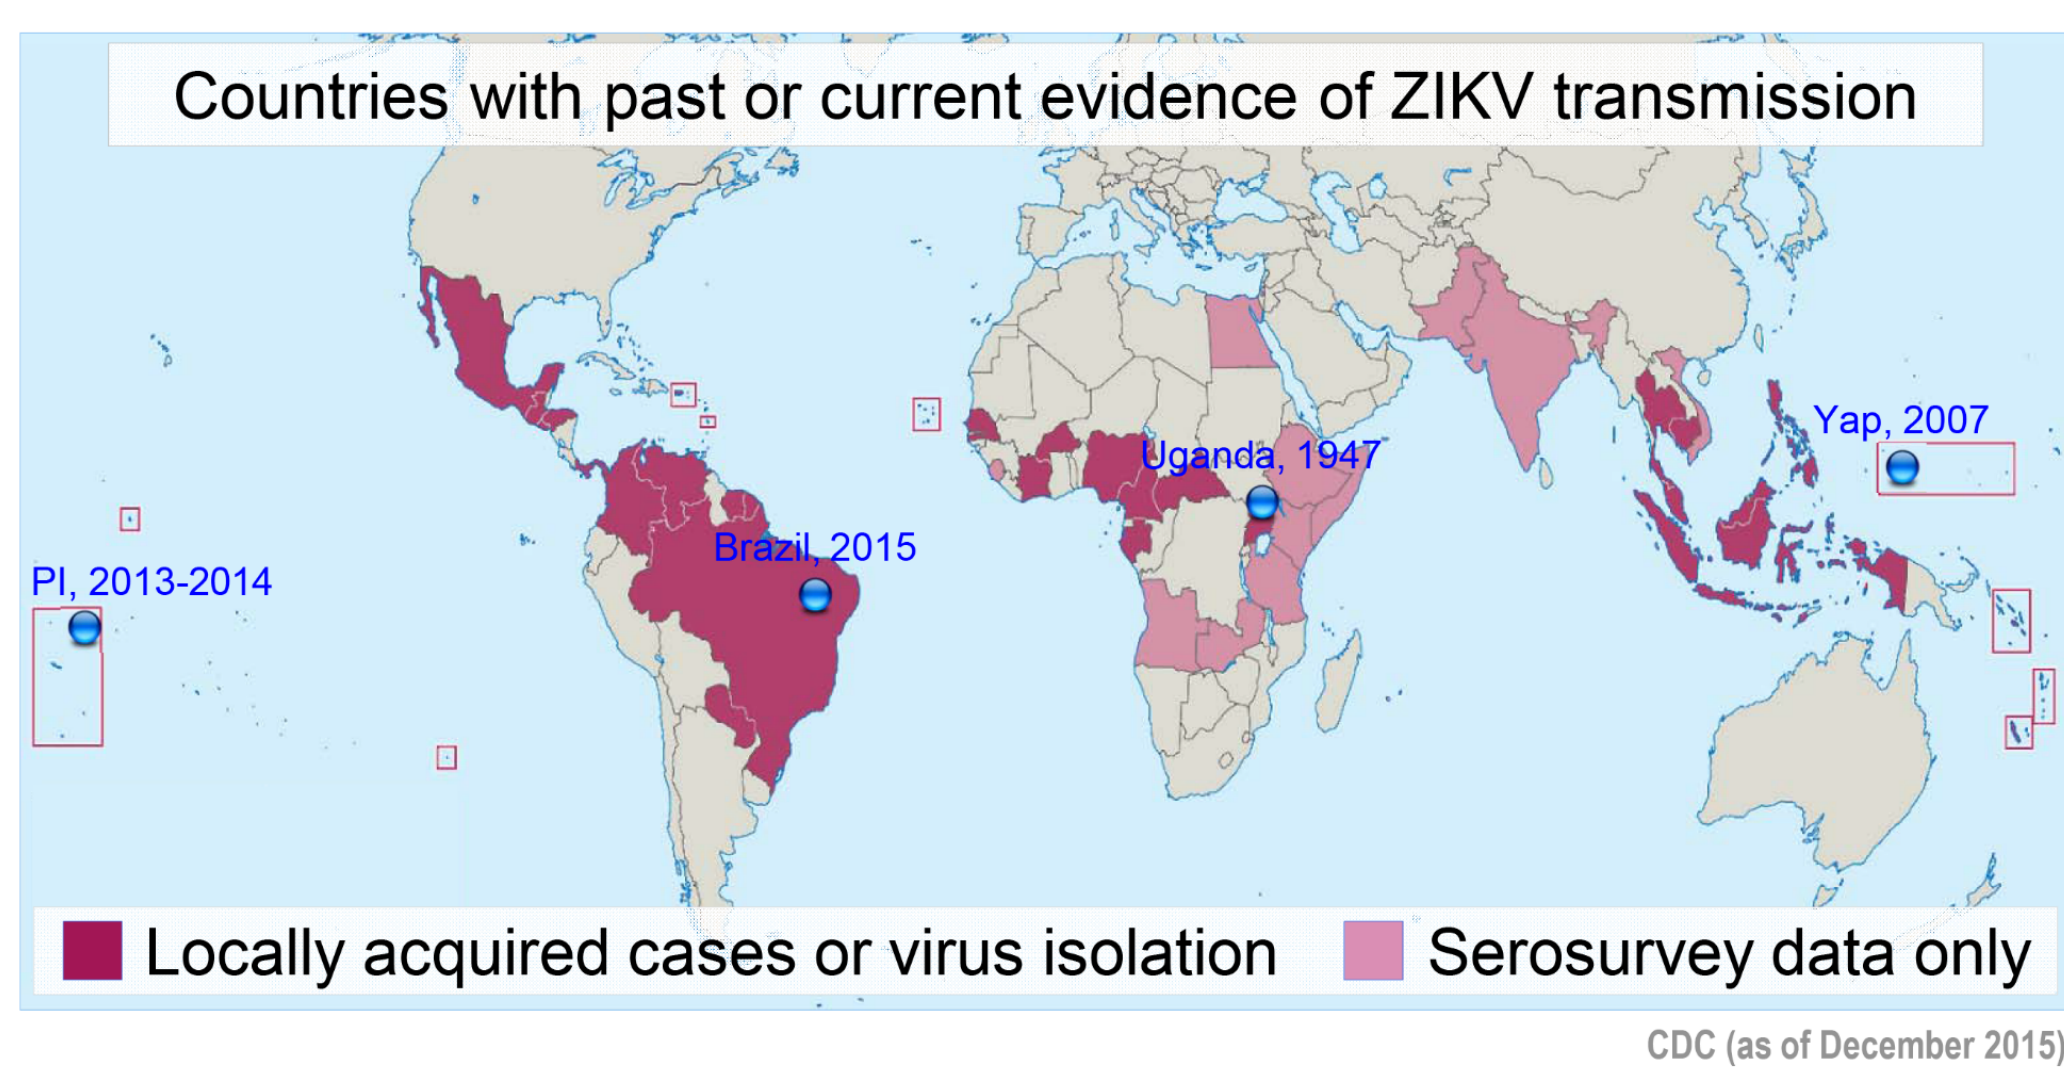 Countries with past or current evidence of ZIKV transmission
Yap, 2007
Uganda, 1947
Brazil, 2015
PI, 2013-2014
Locally acquired cases or virus isolation
Serosurvey data only
CDC (as of December 2015)